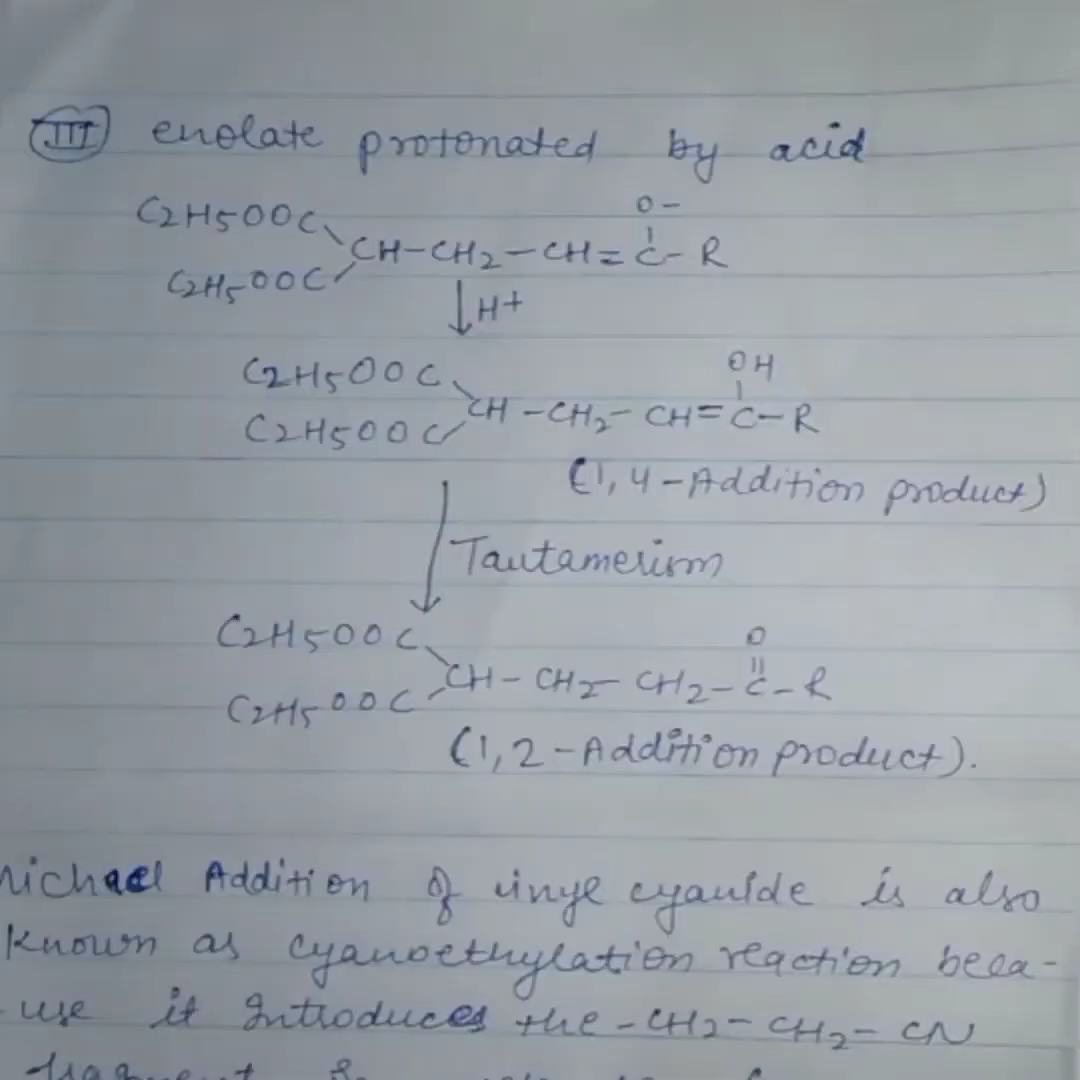 III enolate protonated by acid
C2H5OOC O-
CH-CH2-CH=C-R
C2H5OOC
H+
C2H5OOC OH
CH-CH2-CH=C-R
C2H5OOC
(1,4-Addition product)
Tautamerism
C2H5OOC O
CH-CH2-CH2-C-R
C2H5OOC
(1,2-Addition product).
Michael Addition of vinyl cyanide is also
known as cyanoethylation reaction beca-
use it Introduces the -CH2-CH2-CN